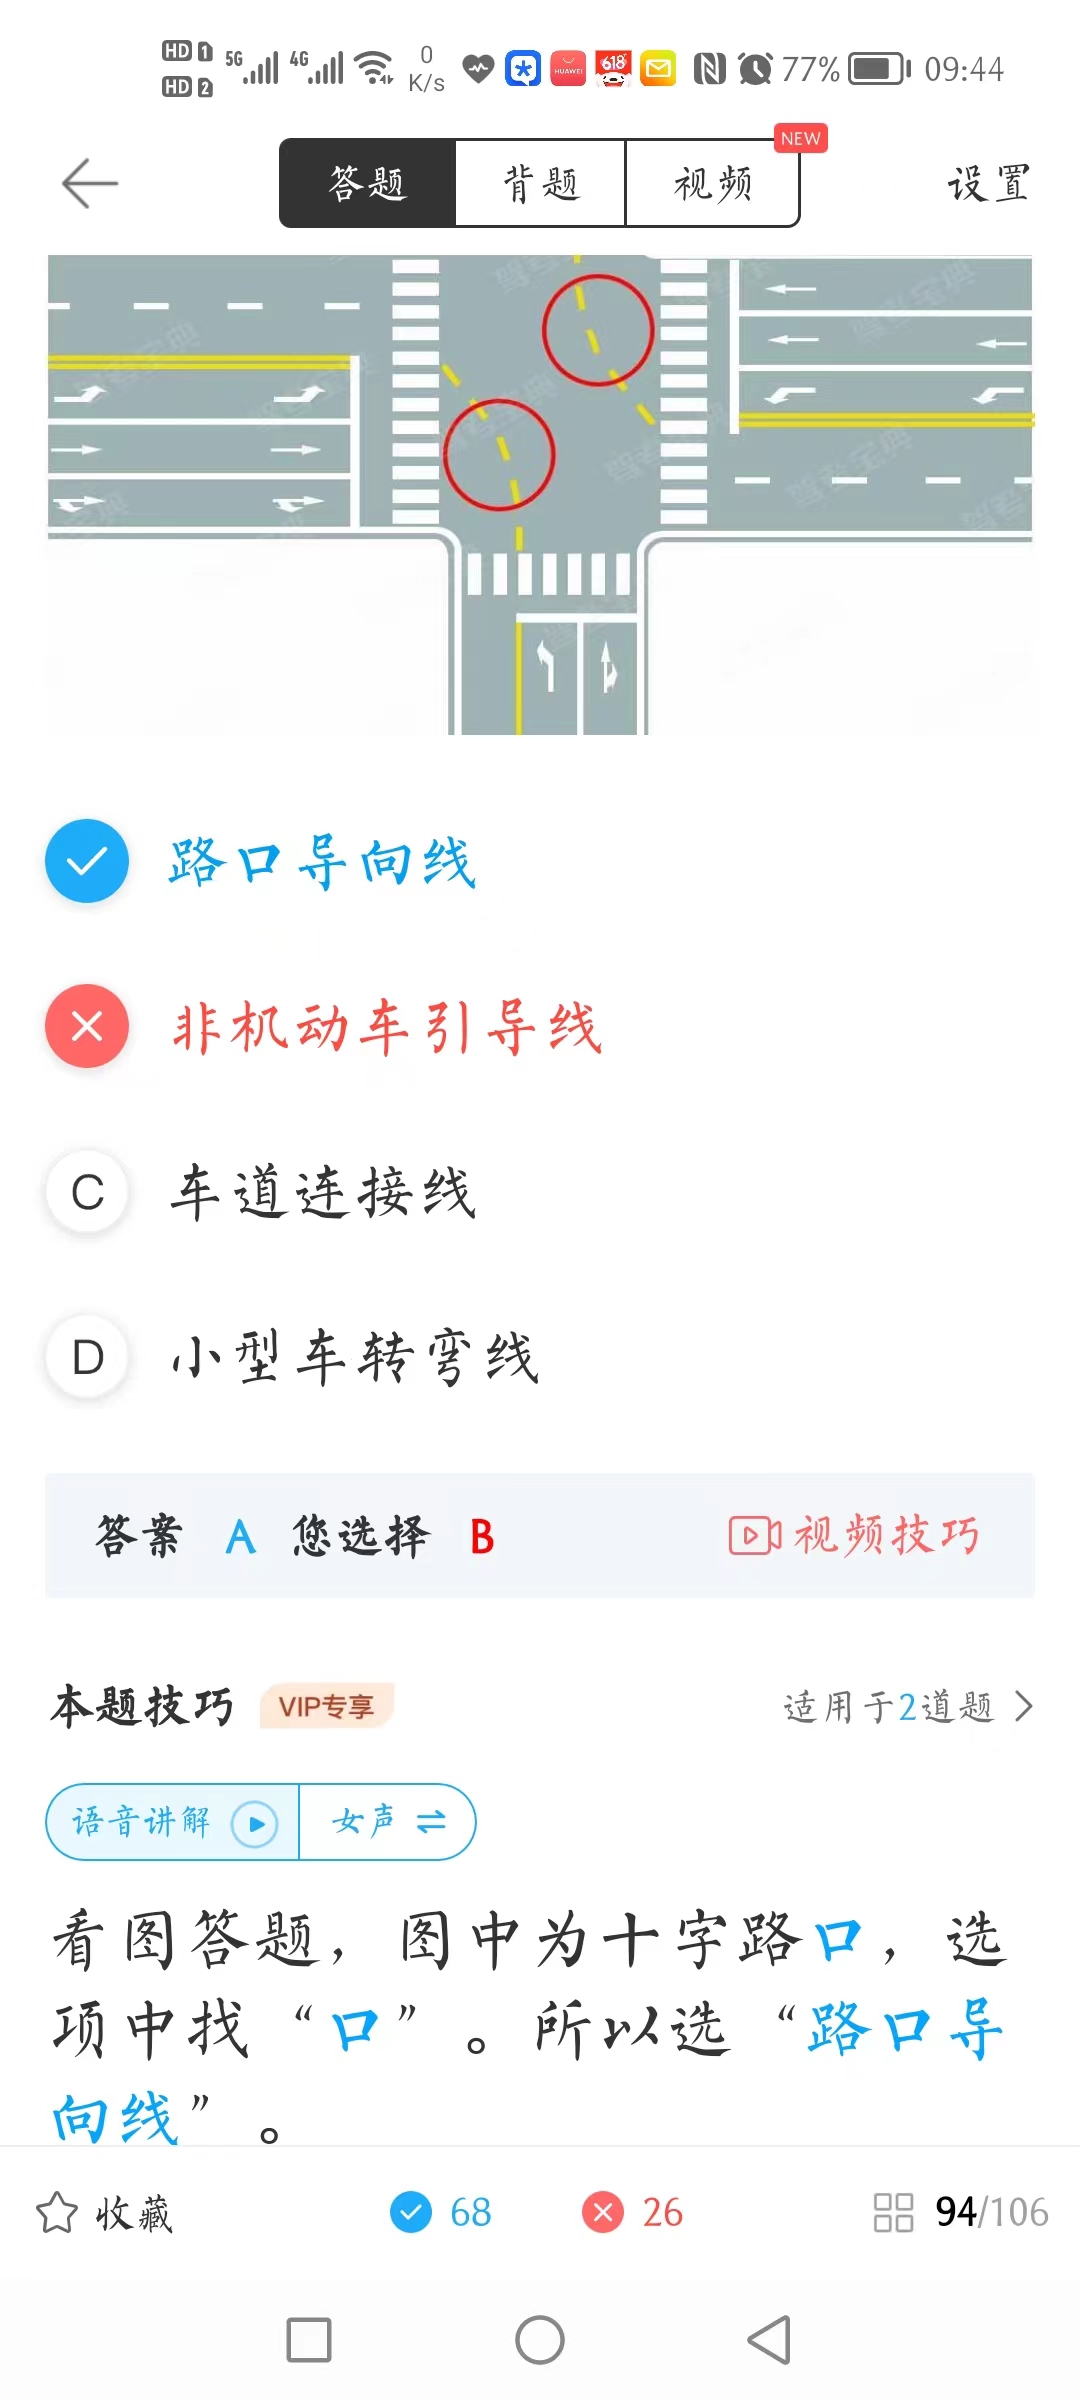 HD 1 5G 4G 0 77% 09:44
HD 2 K/s HUAWEI 618
答题 背题 视频 NEW 设置
驾考宝典
路口导向线
非机动车引导线
C 车道连接线
D 小型车转弯线
答案 A 您选择 B 视频技巧
本题技巧 VIP专享 适用于2道题
语音讲解 女声
看图答题，图中为十字路口，选
项中找“口”。所以选“路口导
向线”。
收藏 68 26 94/106